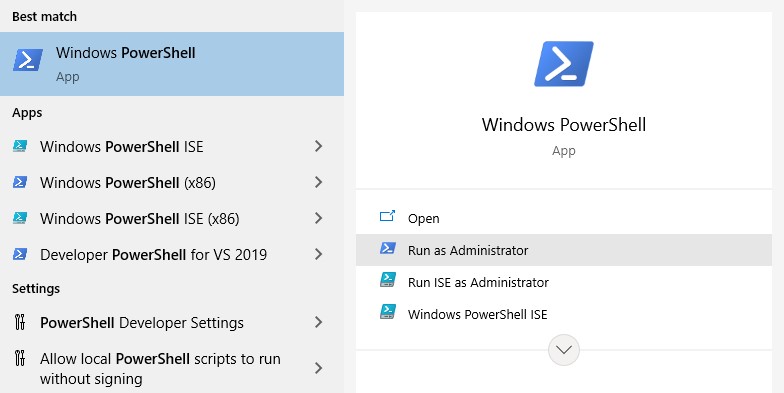 Best match
Windows PowerShell
App
Apps
Windows PowerShell ISE
Windows PowerShell (x86)
Windows PowerShell ISE (x86)
Developer PowerShell for VS 2019
Settings
PowerShell Developer Settings
Allow local PowerShell scripts to run
without signing
Windows PowerShell
App
Open
Run as Administrator
Run ISE as Administrator
Windows PowerShell ISE